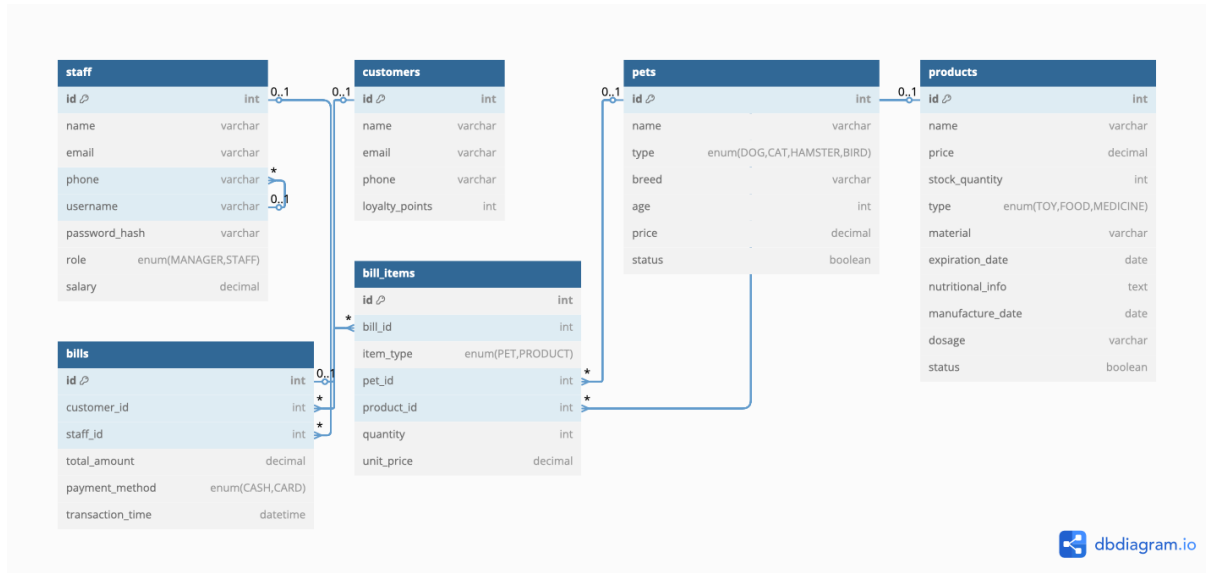 staff
id int
name varchar
email varchar
phone varchar
username varchar
password_hash varchar
role enum(MANAGER,STAFF)
salary decimal
0..1
*
0..1
customers
0..1
id int
name varchar
email varchar
phone varchar
loyalty_points int
pets
0..1
id int
name varchar
type enum(DOG,CAT,HAMSTER,BIRD)
breed varchar
age int
price decimal
status boolean
products
0..1
id int
name varchar
price decimal
stock_quantity int
type enum(TOY,FOOD,MEDICINE)
material varchar
expiration_date date
nutritional_info text
manufacture_date date
dosage varchar
status boolean
bill_items
id int
* bill_id int
item_type enum(PET,PRODUCT)
pet_id int *
product_id int *
quantity int
unit_price decimal
bills
id int 0..1
customer_id int *
staff_id int *
total_amount decimal
payment_method enum(CASH,CARD)
transaction_time datetime
dbdiagram.io